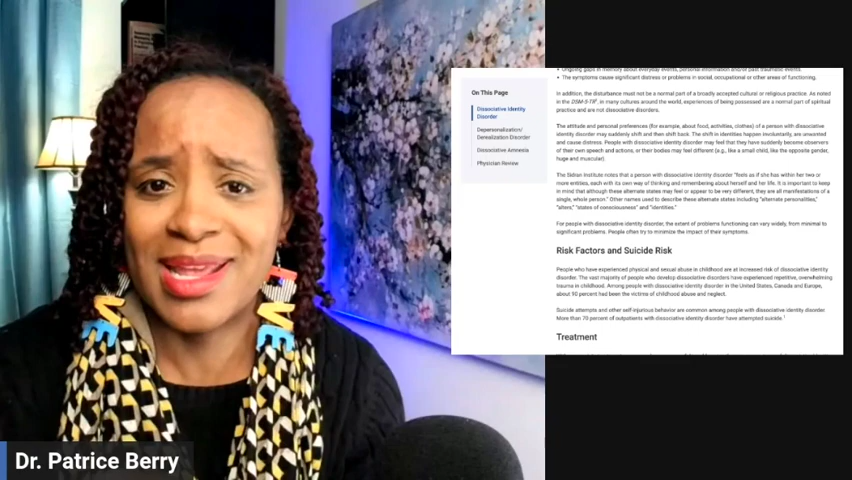 Ongoing gaps in memory about everyday events, personal information and/or past traumatic events.
• The symptoms cause significant distress or problems in social, occupational or other areas of functioning.
On This Page
Dissociative Identity
Disorder
Depersonalization/
Derealization Disorder
Dissociative Amnesia
Physician Review
In addition, the disturbance must not be a normal part of a broadly accepted cultural or religious practice. As noted
in the DSM-5-TR, in many cultures around the world, experiences of being possessed are a normal part of spiritual
practice and are not dissociative disorders.
The attitude and personal preferences (for example, about food, activities, clothes) of a person with dissociative
identity disorder may suddenly shift and then shift back. The shift in identities happen involuntarily, are unwanted
and cause distress. People with dissociative identity disorder may feel that they have suddenly become observers
of their own speech and actions, or their bodies may feel different (e.g., like a small child, like the opposite gender,
huge and muscular).
The Sidran Institute notes that a person with dissociative identity disorder "feels as if she has within her two or
more entities, each with its own way of thinking and remembering about herself and her life. It is important to keep
in mind that although these alternate states may feel or appear to be very different, they are all manifestations of a
single, whole person." Other names used to describe these alternate states including "alternate personalities,"
"alters," "states of consciousness" and "identities."
For people with dissociative identity disorder, the extent of problems functioning can vary widely, from minimal to
significant problems. People often try to minimize the impact of their symptoms.
Risk Factors and Suicide Risk
People who have experienced physical and sexual abuse in childhood are at increased risk of dissociative identity
disorder. The vast majority of people who develop dissociative disorders have experienced repetitive, overwhelming
trauma in childhood. Among people with dissociative identity disorder in the United States, Canada and Europe,
about 90 percent had been the victims of childhood abuse and neglect.
Suicide attempts and other self-injurious behavior are common among people with dissociative identity disorder.
More than 70 percent of outpatients with dissociative identity disorder have attempted suicide.¹
Treatment
Dr. Patrice Berry